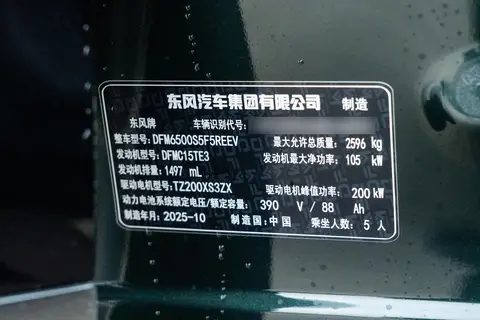 东风汽车集团有限公司 制造
东风牌 车辆识别代号:
整车型号: DFM6500S5F5REEV 最大允许总质量: 2596 kg
发动机型号: DFMC15TE3 发动机最大净功率: 105 kW
发动机排量: 1497 mL
驱动电机型号: TZ200XS3ZX 驱动电机峰值功率: 200 kW
动力电池系统额定电压/额定容量: 390 V / 88 Ah
制造年月: 2025-10 制造国: 中国 乘坐人数: 5 人